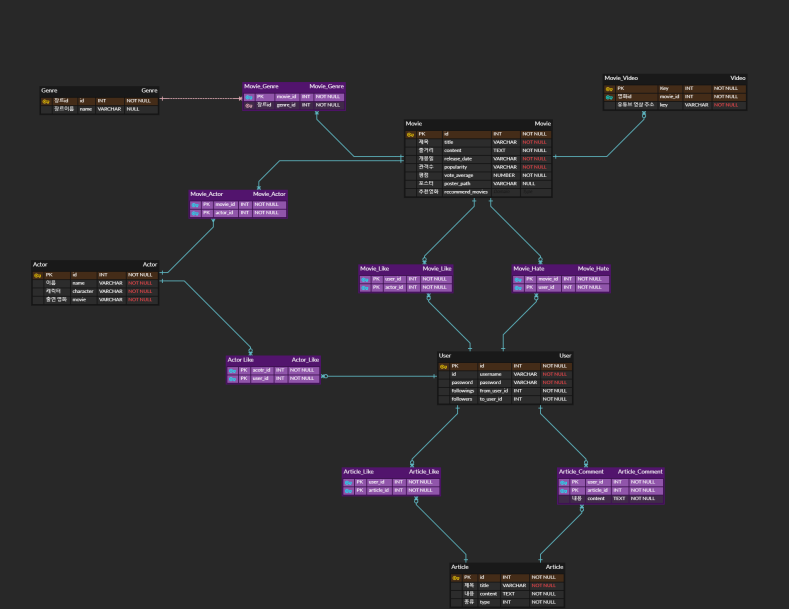 Genre Genre
장르id id INT NOT NULL
장르이름 name VARCHAR NULL
Movie_Genre Movie_Genre
PK movie_id INT NOT NULL
장르id genre_id INT NOT NULL
Movie_Video Video
PK Key INT NOT NULL
영화id movie_id INT NOT NULL
유튜브 영상 주소 key VARCHAR NOT NULL
Movie Movie
PK id INT NOT NULL
제목 title VARCHAR NOT NULL
줄거리 content TEXT NOT NULL
개봉일 release_date VARCHAR NOT NULL
관객수 popularity VARCHAR NOT NULL
평점 vote_average NUMBER NOT NULL
포스터 poster_path VARCHAR NULL
추천영화 recommend_movies
Movie_Actor Movie_Actor
PK movie_id INT NOT NULL
PK actor_id INT NOT NULL
Actor Actor
PK id INT NOT NULL
이름 name VARCHAR NOT NULL
캐릭터 character VARCHAR NOT NULL
출연 영화 movie VARCHAR NOT NULL
Movie_Like Movie_Like
PK user_id INT NOT NULL
PK actor_id INT NOT NULL
Movie_Hate Movie_Hate
PK movie_id INT NOT NULL
PK user_id INT NOT NULL
Actor Like Actor_Like
PK acotr_id INT NOT NULL
PK user_id INT NOT NULL
User User
PK id INT NOT NULL
id username VARCHAR NOT NULL
password password VARCHAR NOT NULL
followings from_user_id INT NOT NULL
followers to_user_id INT NOT NULL
Article_Like Article_Like
PK user_id INT NOT NULL
PK article_id INT NOT NULL
Article_Comment Article_Comment
PK user_id INT NOT NULL
PK article_id INT NOT NULL
내용 content TEXT NOT NULL
Article Article
PK id INT NOT NULL
제목 title VARCHAR NOT NULL
내용 content TEXT NOT NULL
종류 type INT NOT NULL